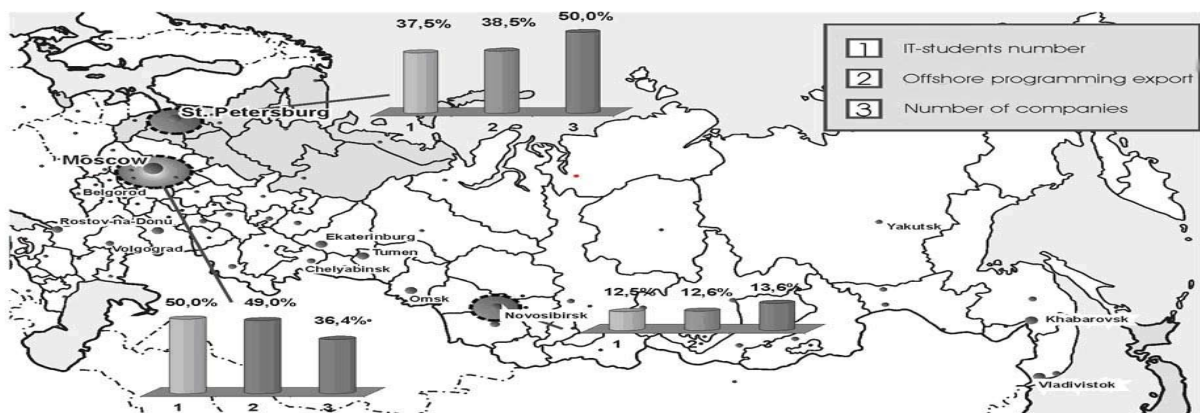 37,5%
38,5%
50,0%
1
2
3
1 IT-students number
2 Offshore programming export
3 Number of companies
St. Petersburg
Moscow
Belgorod
Rostov-na-Donu
Volgograd
Ekaterinburg
Tumen
Chelyabinsk
Omsk
Novosibirsk
Yakutsk
Khabarovsk
Vladivistok
50,0%
49,0%
36,4%
1
2
3
12,5%
12,6%
13,6%
1
2
3